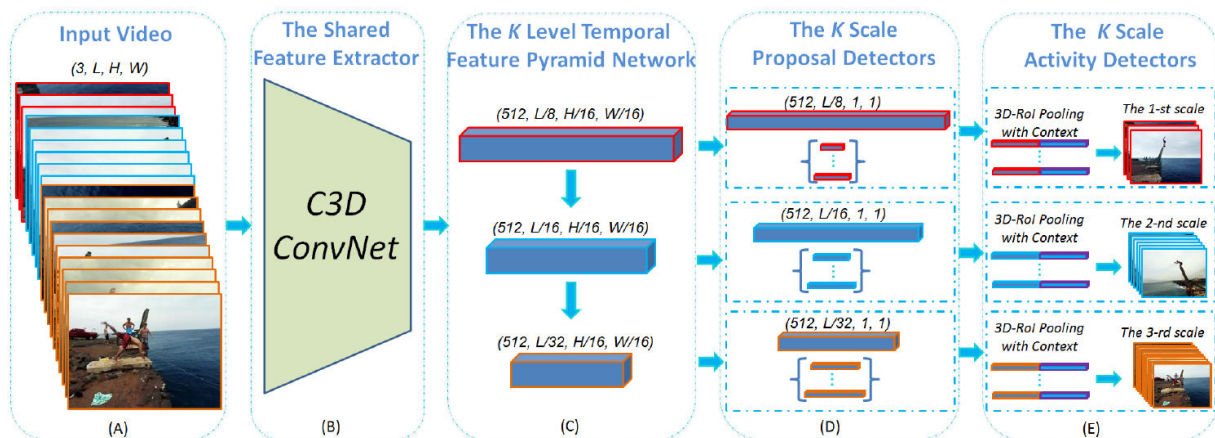 Input Video
(3, L, H, W)
(A)
The Shared
Feature Extractor
C3D
ConvNet
(B)
The K Level Temporal
Feature Pyramid Network
(512, L/8, H/16, W/16)
(512, L/16, H/16, W/16)
(512, L/32, H/16, W/16)
(C)
The K Scale
Proposal Detectors
(512, L/8, 1, 1)
(512, L/16, 1, 1)
(512, L/32, 1, 1)
(D)
The K Scale
Activity Detectors
3D-RoI Pooling
with Context
The 1-st scale
3D-RoI Pooling
with Context
The 2-nd scale
3D-RoI Pooling
with Context
The 3-rd scale
(E)